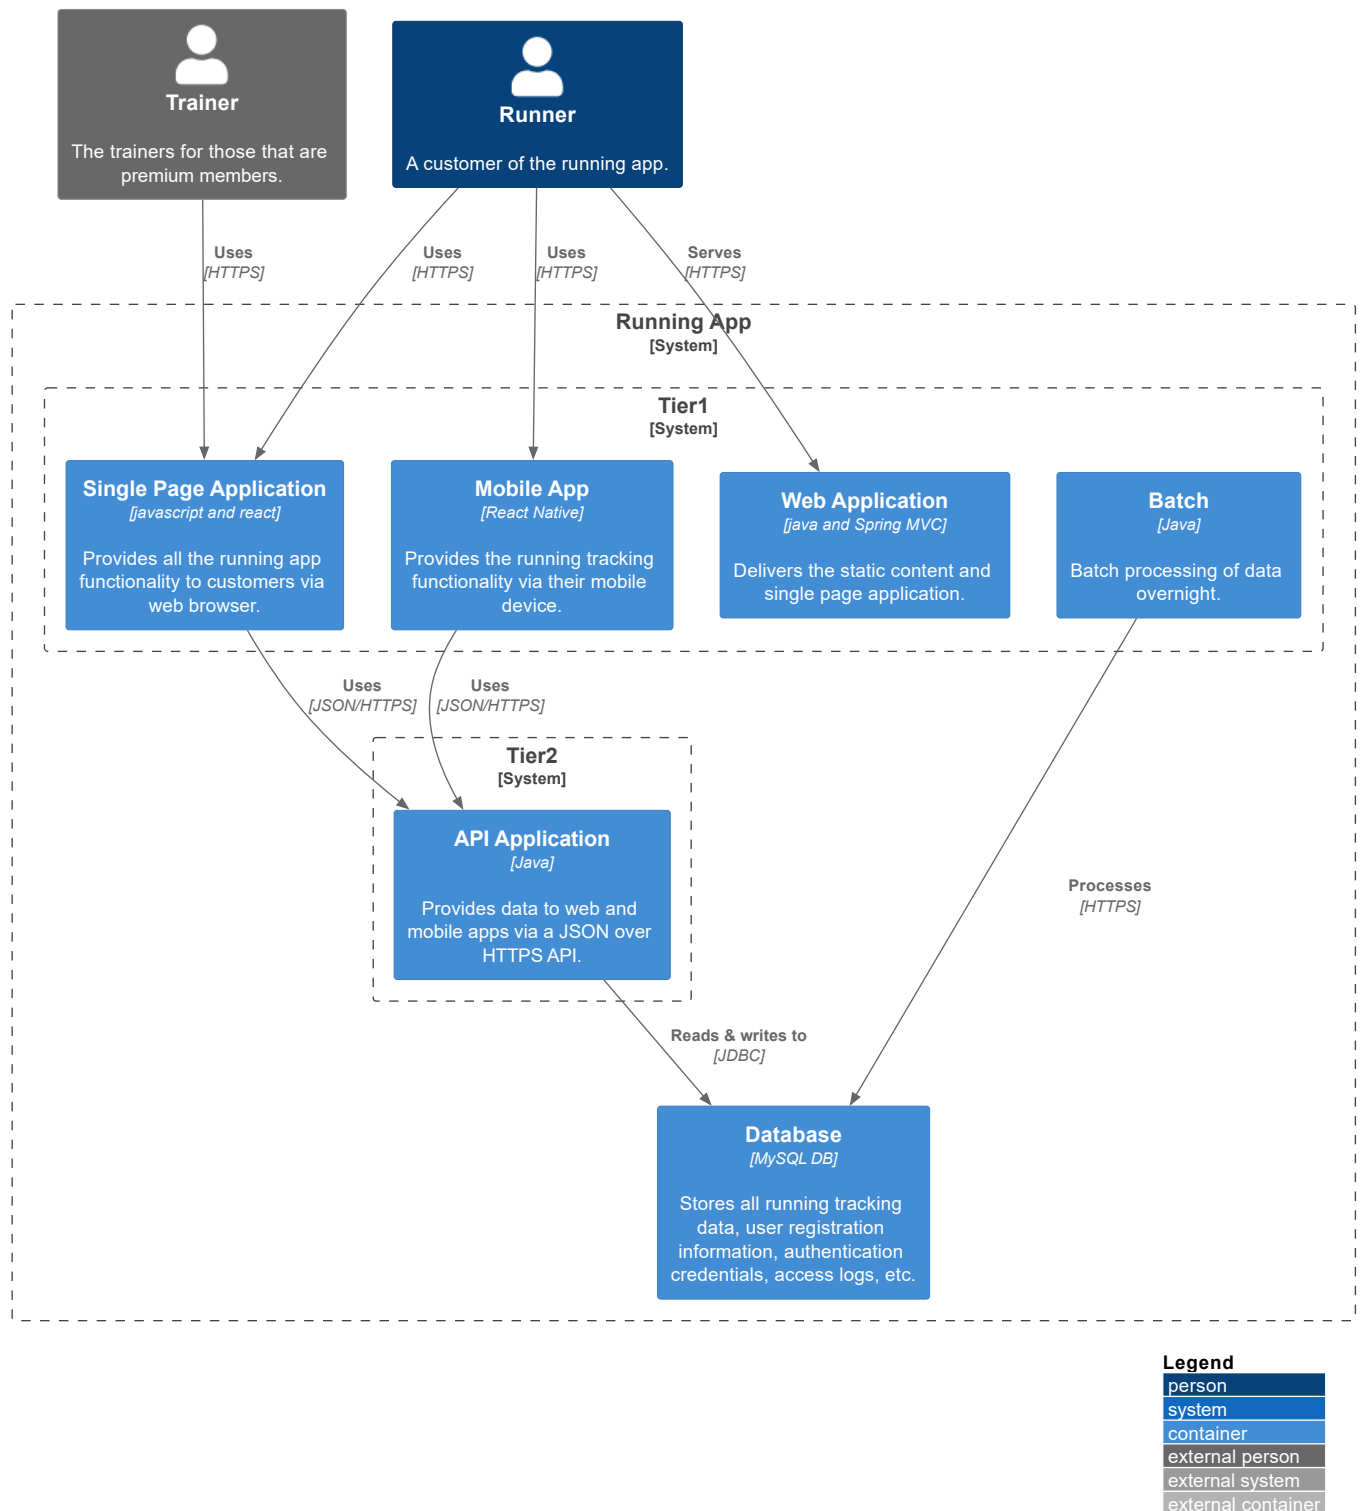 Trainer
The trainers for those that are
premium members.
Runner
A customer of the running app.
Uses
[HTTPS]
Uses
[HTTPS]
Uses
[HTTPS]
Serves
[HTTPS]
Running App
[System]
Tier1
[System]
Single Page Application
[javascript and react]
Provides all the running app
functionality to customers via
web browser.
Mobile App
[React Native]
Provides the running tracking
functionality via their mobile
device.
Web Application
[java and Spring MVC]
Delivers the static content and
single page application.
Batch
[Java]
Batch processing of data
overnight.
Uses
[JSON/HTTPS]
Uses
[JSON/HTTPS]
Tier2
[System]
API Application
[Java]
Provides data to web and
mobile apps via a JSON over
HTTPS API.
Processes
[HTTPS]
Reads & writes to
[JDBC]
Database
[MySQL DB]
Stores all running tracking
data, user registration
information, authentication
credentials, access logs, etc.
Legend
person
system
container
external person
external system
external container